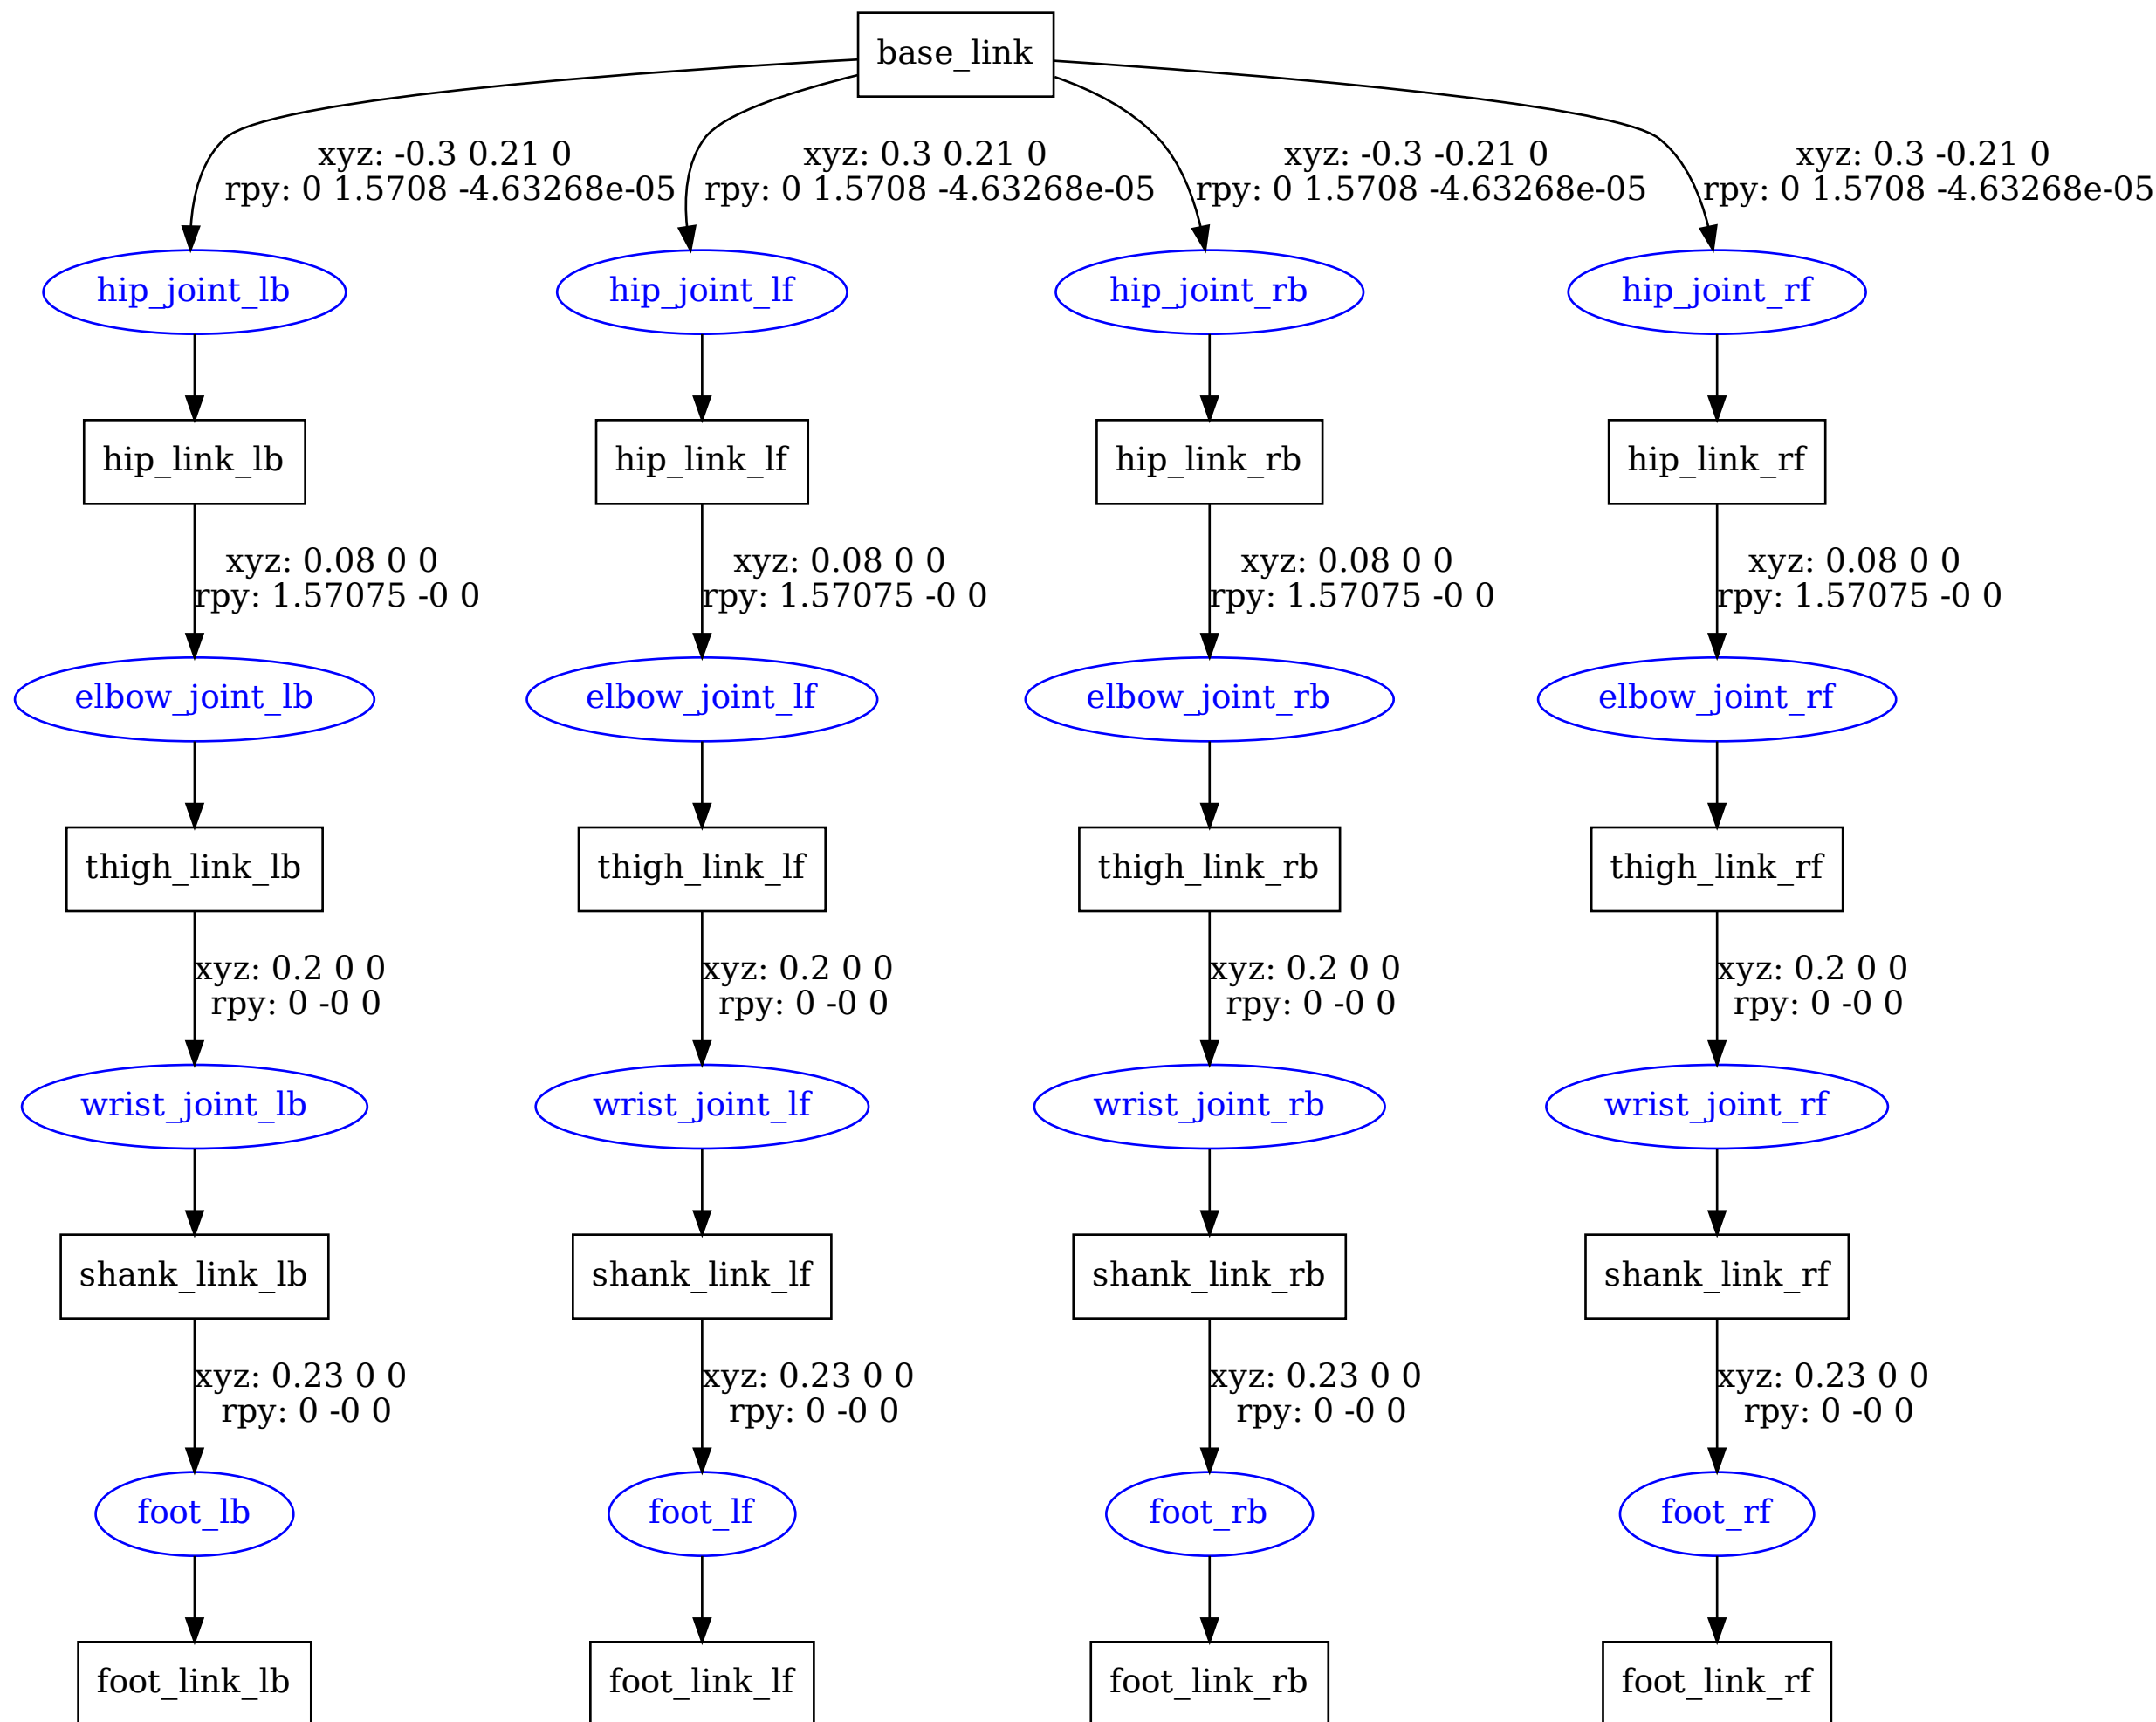 base_link
xyz: -0.3 0.21 0
rpy: 0 1.5708 -4.63268e-05
xyz: 0.3 0.21 0
rpy: 0 1.5708 -4.63268e-05
xyz: -0.3 -0.21 0
rpy: 0 1.5708 -4.63268e-05
xyz: 0.3 -0.21 0
rpy: 0 1.5708 -4.63268e-05
hip_joint_lb
hip_joint_lf
hip_joint_rb
hip_joint_rf
hip_link_lb
hip_link_lf
hip_link_rb
hip_link_rf
xyz: 0.08 0 0
rpy: 1.57075 -0 0
xyz: 0.08 0 0
rpy: 1.57075 -0 0
xyz: 0.08 0 0
rpy: 1.57075 -0 0
xyz: 0.08 0 0
rpy: 1.57075 -0 0
elbow_joint_lb
elbow_joint_lf
elbow_joint_rb
elbow_joint_rf
thigh_link_lb
thigh_link_lf
thigh_link_rb
thigh_link_rf
xyz: 0.2 0 0
rpy: 0 -0 0
xyz: 0.2 0 0
rpy: 0 -0 0
xyz: 0.2 0 0
rpy: 0 -0 0
xyz: 0.2 0 0
rpy: 0 -0 0
wrist_joint_lb
wrist_joint_lf
wrist_joint_rb
wrist_joint_rf
shank_link_lb
shank_link_lf
shank_link_rb
shank_link_rf
xyz: 0.23 0 0
rpy: 0 -0 0
xyz: 0.23 0 0
rpy: 0 -0 0
xyz: 0.23 0 0
rpy: 0 -0 0
xyz: 0.23 0 0
rpy: 0 -0 0
foot_lb
foot_lf
foot_rb
foot_rf
foot_link_lb
foot_link_lf
foot_link_rb
foot_link_rf